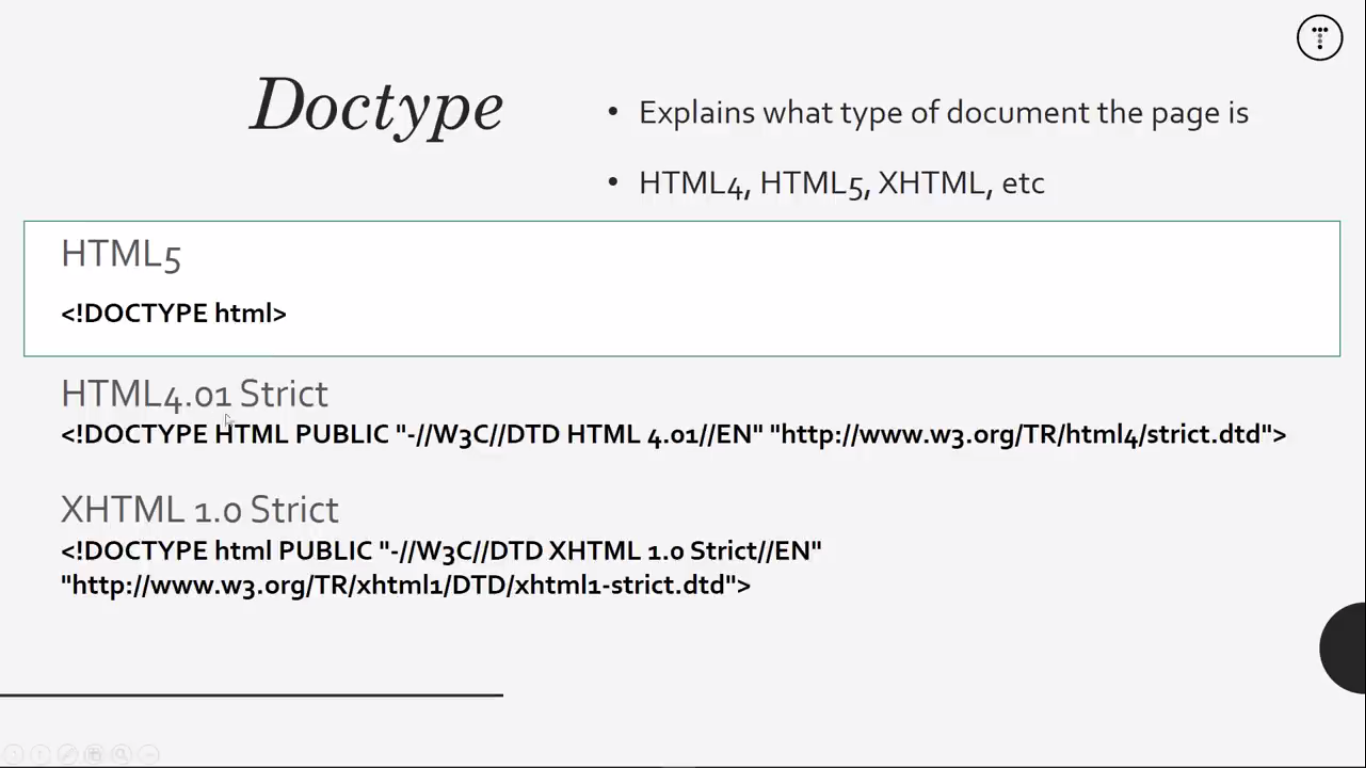 Doctype
• Explains what type of document the page is
• HTML4, HTML5, XHTML, etc
HTML5
<!DOCTYPE html>
HTML4.01 Strict
<!DOCTYPE HTML PUBLIC "-//W3C//DTD HTML 4.01//EN" "http://www.w3.org/TR/html4/strict.dtd">
XHTML 1.0 Strict
<!DOCTYPE html PUBLIC "-//W3C//DTD XHTML 1.0 Strict//EN"
"http://www.w3.org/TR/xhtml1/DTD/xhtml1-strict.dtd">